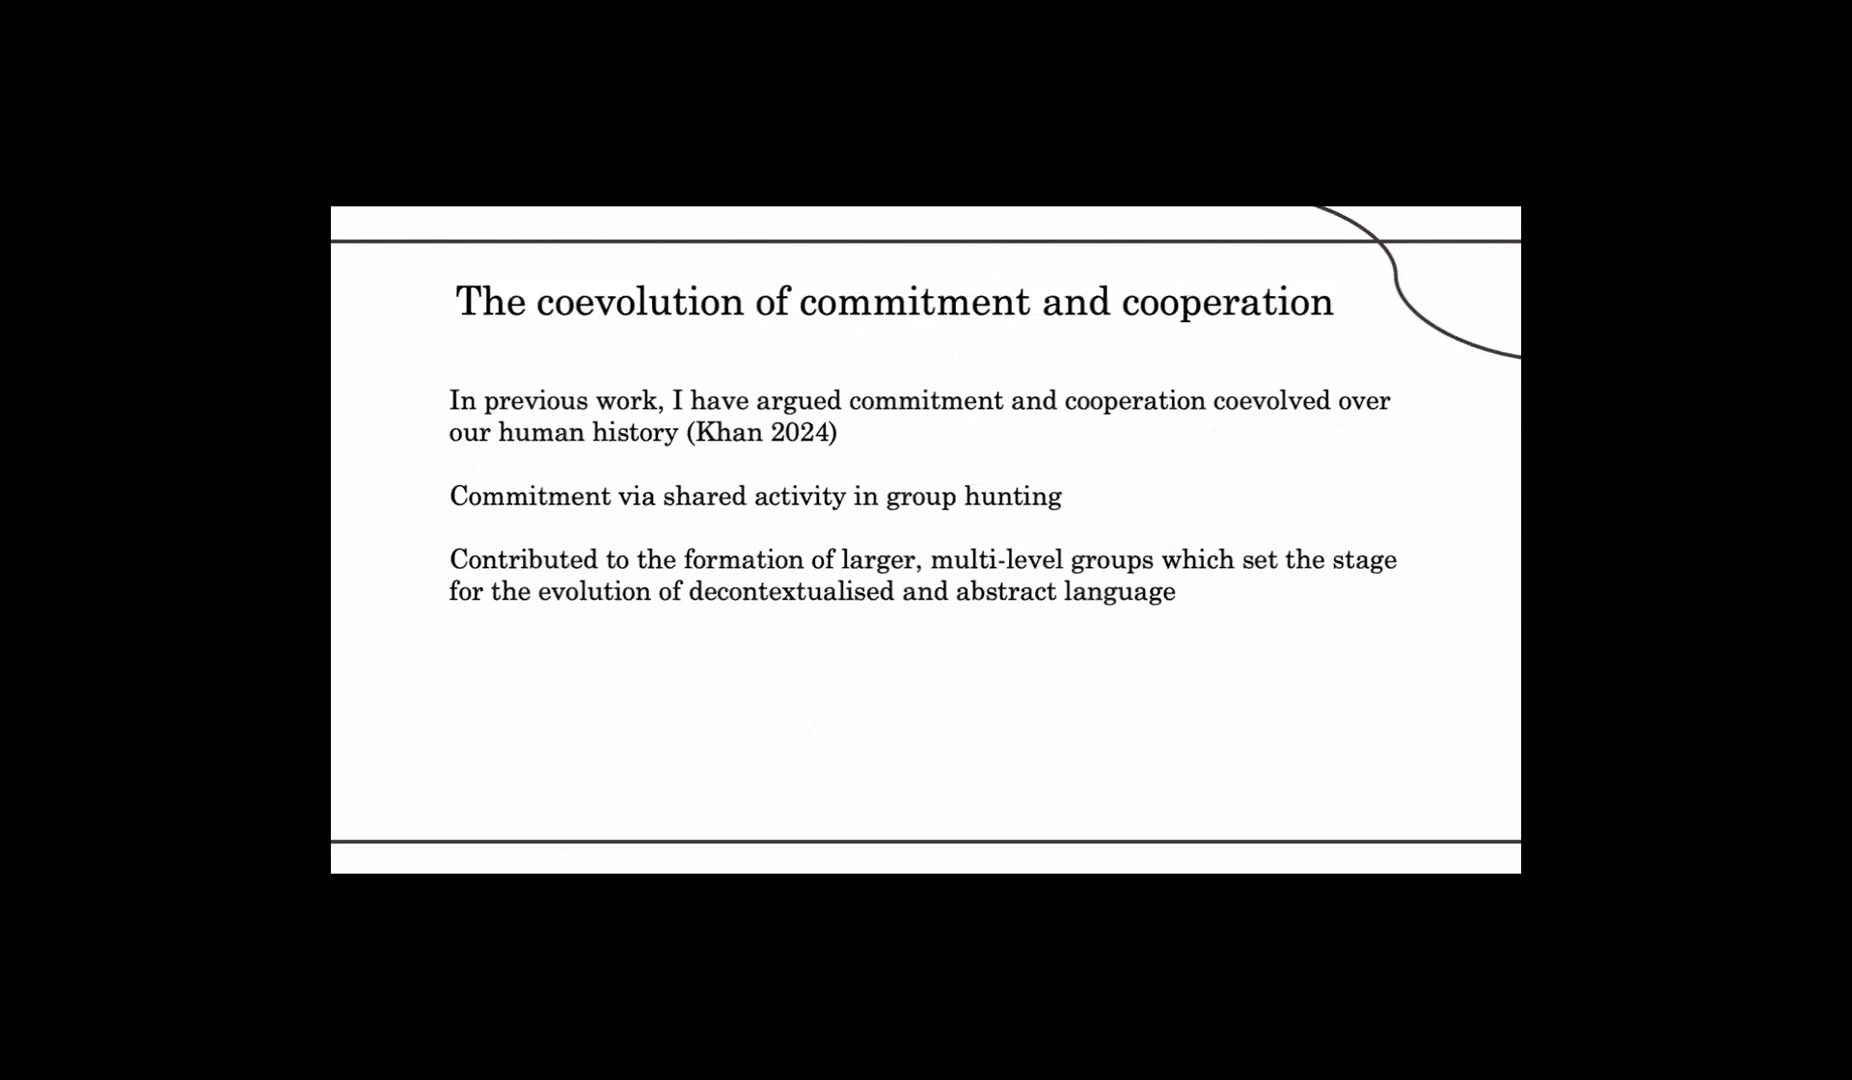 The coevolution of commitment and cooperation
In previous work, I have argued commitment and cooperation coevolved over
our human history (Khan 2024)
Commitment via shared activity in group hunting
Contributed to the formation of larger, multi-level groups which set the stage
for the evolution of decontextualised and abstract language